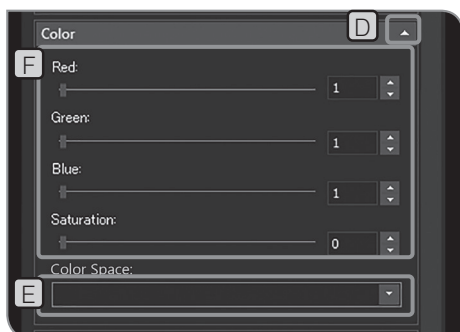 Color D
F
Red:
1
Green:
1
Blue:
1
Saturation:
0
Color Space:
E